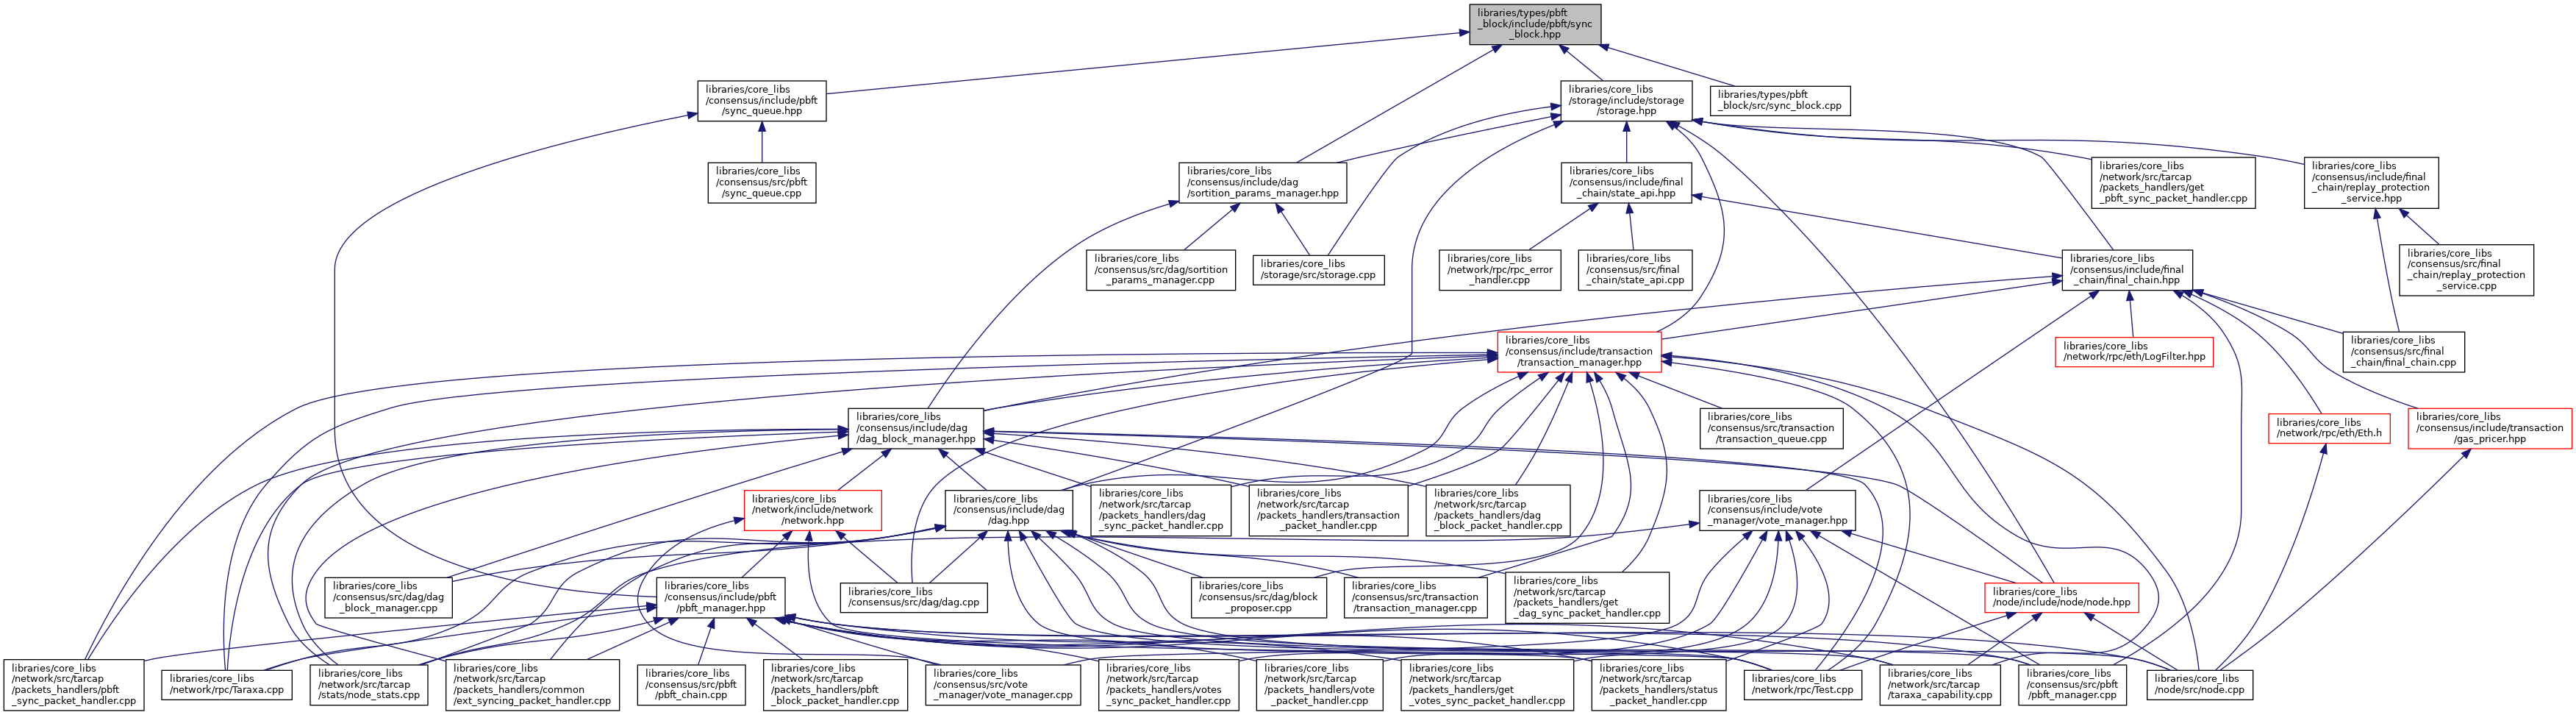 libraries/types/pbft
_block/include/pbft/sync
_block.hpp
libraries/core_libs
/consensus/include/pbft
/sync_queue.hpp
libraries/core_libs
/storage/include/storage
/storage.hpp
libraries/types/pbft
_block/src/sync_block.cpp
libraries/core_libs
/consensus/src/pbft
/sync_queue.cpp
libraries/core_libs
/consensus/include/dag
/sortition_params_manager.hpp
libraries/core_libs
/consensus/include/final
_chain/state_api.hpp
libraries/core_libs
/network/src/tarcap
/packets_handlers/get
_pbft_sync_packet_handler.cpp
libraries/core_libs
/consensus/include/final
_chain/replay_protection
_service.hpp
libraries/core_libs
/consensus/src/dag/sortition
_params_manager.cpp
libraries/core_libs
/storage/src/storage.cpp
libraries/core_libs
/network/rpc/rpc_error
_handler.cpp
libraries/core_libs
/consensus/src/final
_chain/state_api.cpp
libraries/core_libs
/consensus/include/final
_chain/final_chain.hpp
libraries/core_libs
/consensus/src/final
_chain/replay_protection
_service.cpp
libraries/core_libs
/consensus/include/transaction
/transaction_manager.hpp
libraries/core_libs
/network/rpc/eth/LogFilter.hpp
libraries/core_libs
/consensus/src/final
_chain/final_chain.cpp
libraries/core_libs
/consensus/include/dag
/dag_block_manager.hpp
libraries/core_libs
/consensus/src/transaction
/transaction_queue.cpp
libraries/core_libs
/network/rpc/eth/Eth.h
libraries/core_libs
/consensus/include/transaction
/gas_pricer.hpp
libraries/core_libs
/network/include/network
/network.hpp
libraries/core_libs
/consensus/include/dag
/dag.hpp
libraries/core_libs
/network/src/tarcap
/packets_handlers/dag
_sync_packet_handler.cpp
libraries/core_libs
/network/src/tarcap
/packets_handlers/transaction
_packet_handler.cpp
libraries/core_libs
/network/src/tarcap
/packets_handlers/dag
_block_packet_handler.cpp
libraries/core_libs
/consensus/include/vote
_manager/vote_manager.hpp
libraries/core_libs
/consensus/src/dag/dag
_block_manager.cpp
libraries/core_libs
/consensus/include/pbft
/pbft_manager.hpp
libraries/core_libs
/consensus/src/dag/dag.cpp
libraries/core_libs
/consensus/src/dag/block
_proposer.cpp
libraries/core_libs
/consensus/src/transaction
/transaction_manager.cpp
libraries/core_libs
/network/src/tarcap
/packets_handlers/get
_dag_sync_packet_handler.cpp
libraries/core_libs
/node/include/node/node.hpp
libraries/core_libs
/network/src/tarcap
/packets_handlers/pbft
_sync_packet_handler.cpp
libraries/core_libs
/network/rpc/Taraxa.cpp
libraries/core_libs
/network/src/tarcap
/stats/node_stats.cpp
libraries/core_libs
/network/src/tarcap
/packets_handlers/common
/ext_syncing_packet_handler.cpp
libraries/core_libs
/consensus/src/pbft
/pbft_chain.cpp
libraries/core_libs
/network/src/tarcap
/packets_handlers/pbft
_block_packet_handler.cpp
libraries/core_libs
/consensus/src/vote
_manager/vote_manager.cpp
libraries/core_libs
/network/src/tarcap
/packets_handlers/votes
_sync_packet_handler.cpp
libraries/core_libs
/network/src/tarcap
/packets_handlers/vote
_packet_handler.cpp
libraries/core_libs
/network/src/tarcap
/packets_handlers/get
_votes_sync_packet_handler.cpp
libraries/core_libs
/network/src/tarcap
/packets_handlers/status
_packet_handler.cpp
libraries/core_libs
/network/rpc/Test.cpp
libraries/core_libs
/network/src/tarcap
/taraxa_capability.cpp
libraries/core_libs
/consensus/src/pbft
/pbft_manager.cpp
libraries/core_libs
/node/src/node.cpp